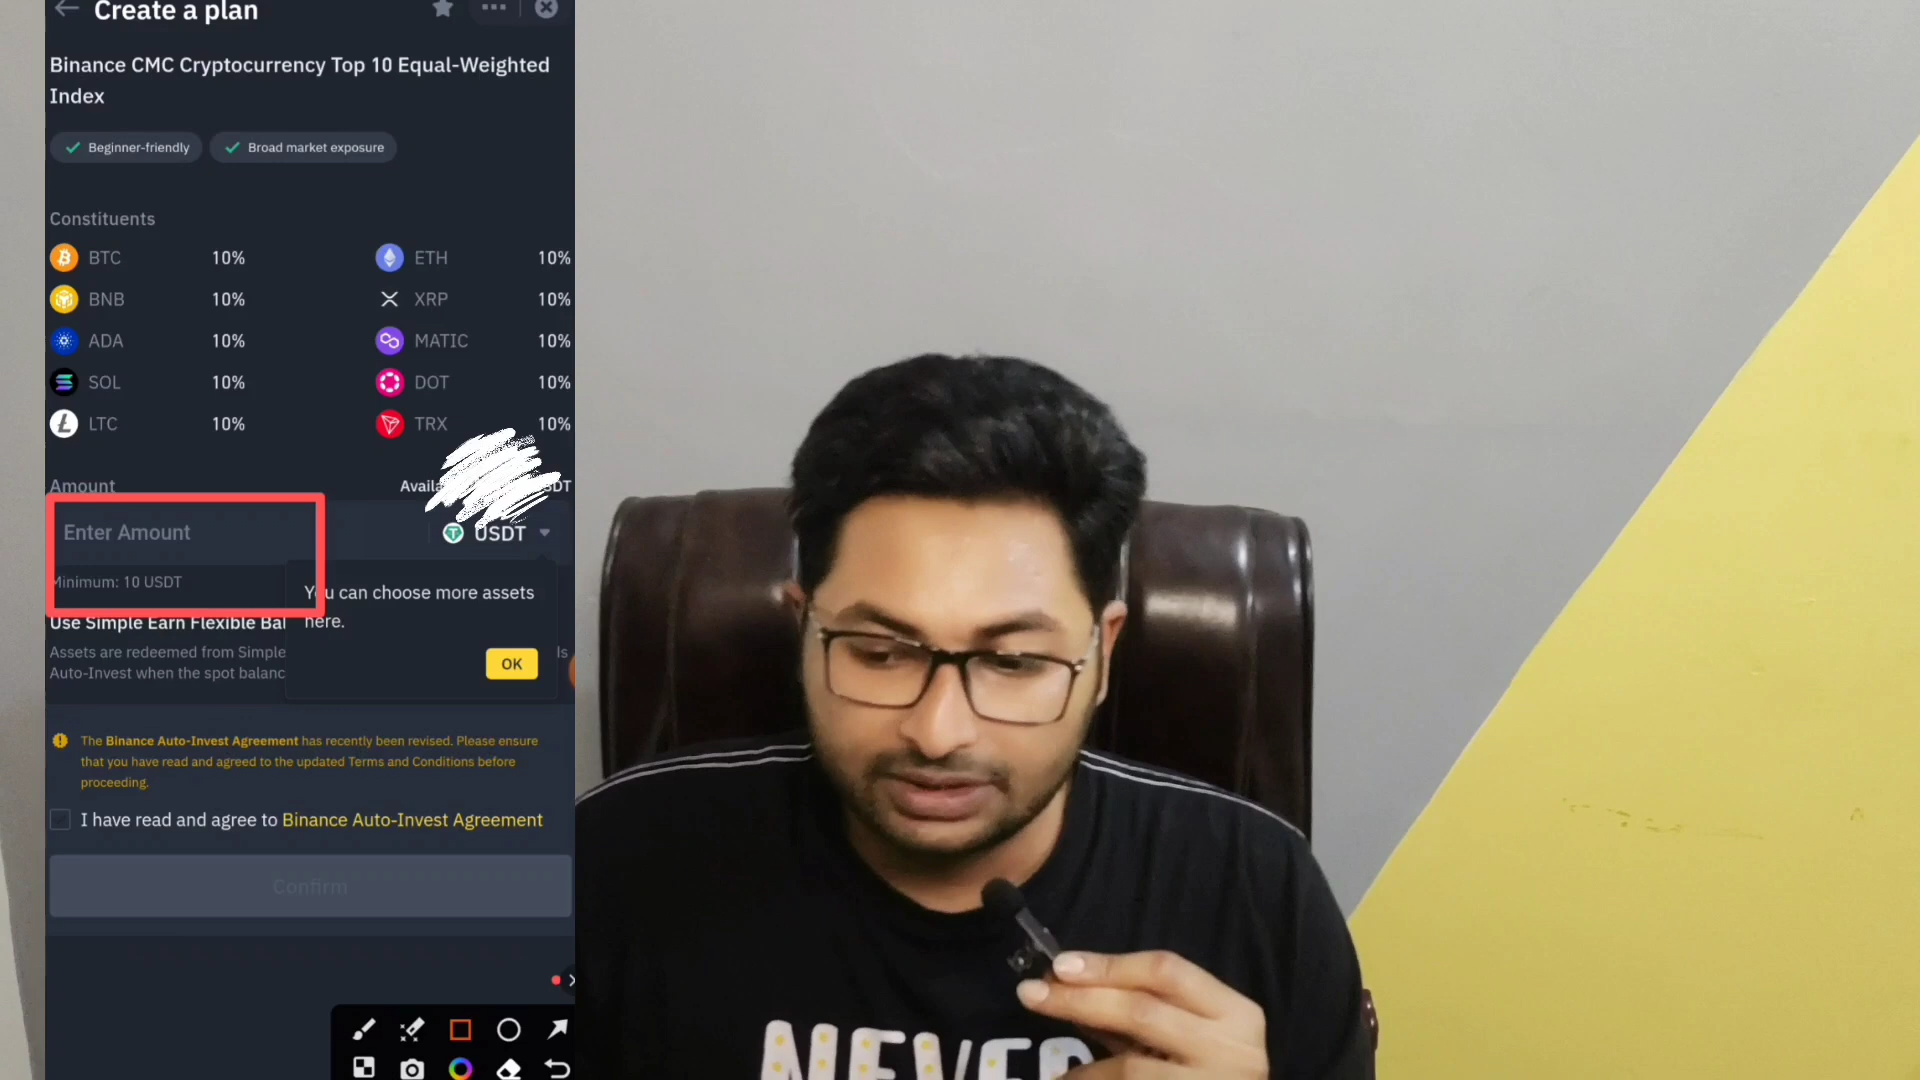 Create a plan
Binance CMC Cryptocurrency Top 10 Equal-Weighted
Index
Beginner-friendly Broad market exposure
Constituents
BTC 10% ETH 10%
BNB 10% XRP 10%
ADA 10% MATIC 10%
SOL 10% DOT 10%
LTC 10% TRX 10%
Amount
Enter Amount USDT
Minimum: 10 USDT
You can choose more assets
here.
OK
Use Simple Earn Flexible
Assets are redeemed from Simple
Auto-Invest when the spot
The Binance Auto-Invest Agreement has recently been revised. Please ensure
that you have read and agreed to the updated Terms and Conditions before
proceeding.
I have read and agree to Binance Auto-Invest Agreement
Confirm
NEVER